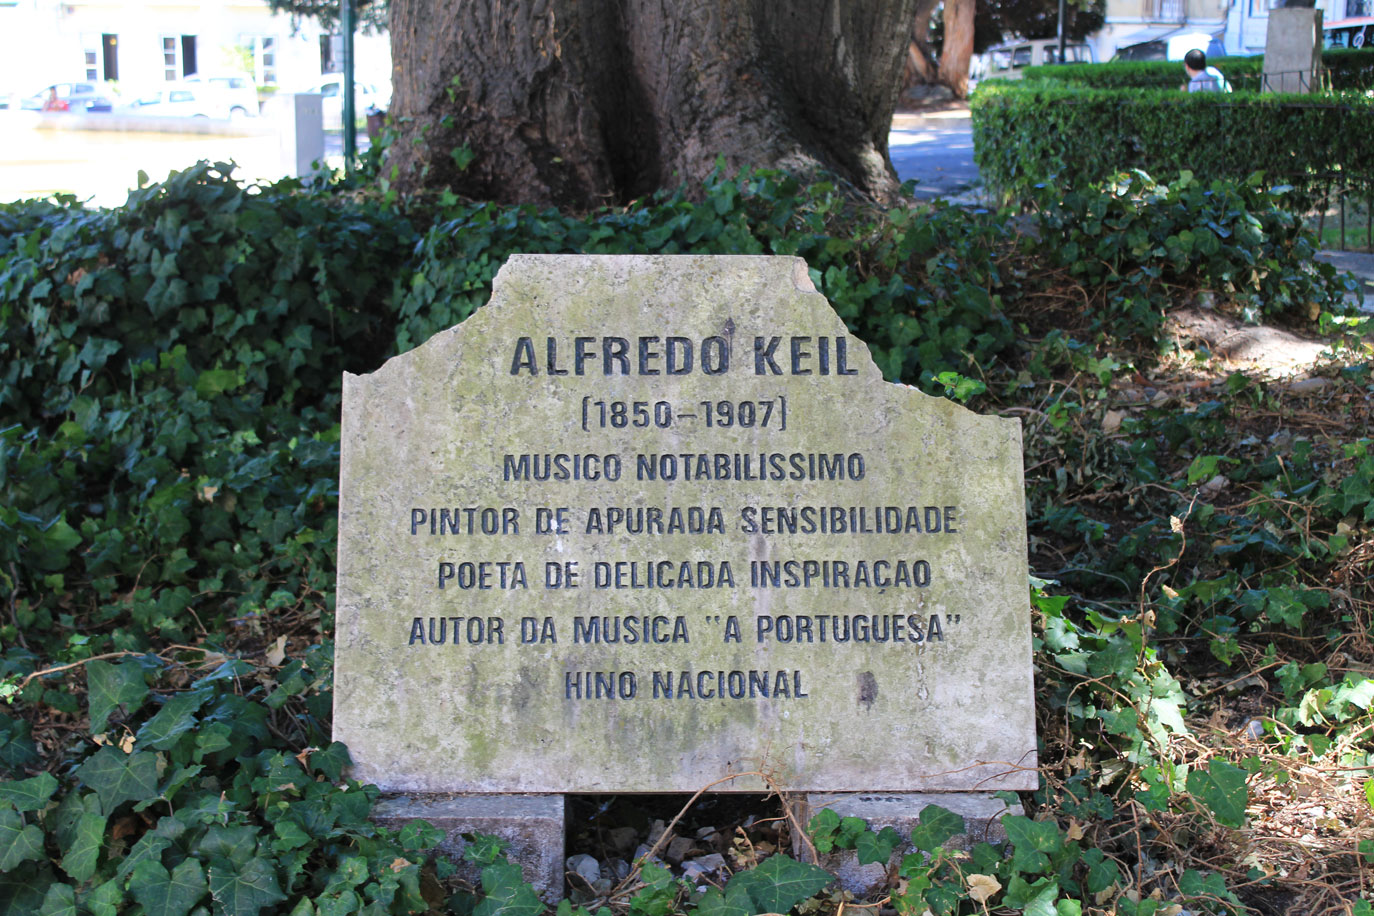 ALFREDO KEIL
(1850-1907)
MUSICO NOTABILISSIMO
PINTOR DE APURADA SENSIBILIDADE
POETA DE DELICADA INSPIRAÇAO
AUTOR DA MUSICA "A PORTUGUESA"
HINO NACIONAL